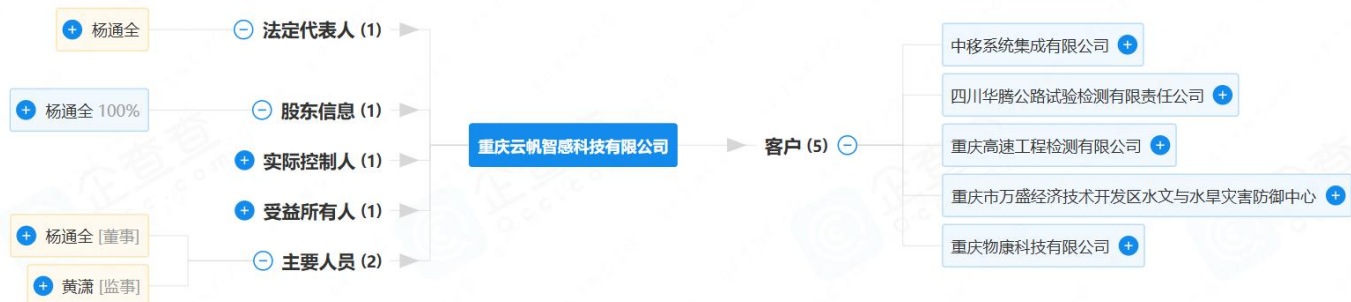 杨通全
法定代表人 (1)
杨通全 100%
股东信息 (1)
实际控制人 (1)
受益所有人 (1)
杨通全 [董事]
黄潇 [监事]
主要人员 (2)
重庆云帆智感科技有限公司
客户 (5)
中移系统集成有限公司
四川华腾公路试验检测有限责任公司
重庆高速工程检测有限公司
重庆市万盛经济技术开发区水文与水旱灾害防御中心
重庆物康科技有限公司
企查查
Qcc.com